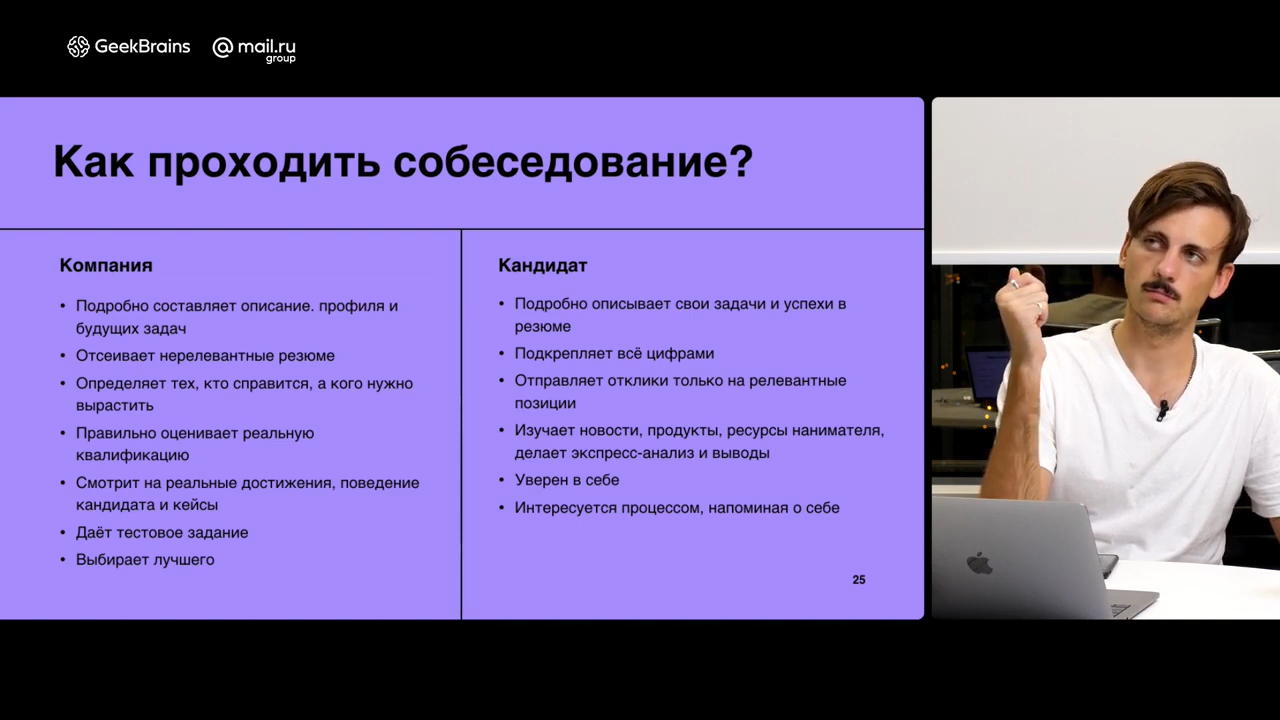 GeekBrains @mail.ru
group
Как проходить собеседование?
Компания
• Подробно составляет описание. профиля и
будущих задач
• Отсеивает нерелевантные резюме
• Определяет тех, кто справится, а кого нужно
вырастить
• Правильно оценивает реальную
квалификацию
• Смотрит на реальные достижения, поведение
кандидата и кейсы
• Даёт тестовое задание
• Выбирает лучшего
Кандидат
• Подробно описывает свои задачи и успехи в
резюме
• Подкрепляет всё цифрами
• Отправляет отклики только на релевантные
позиции
• Изучает новости, продукты, ресурсы нанимателя,
делает экспресс-анализ и выводы
• Уверен в себе
• Интересуется процессом, напоминая о себе
25